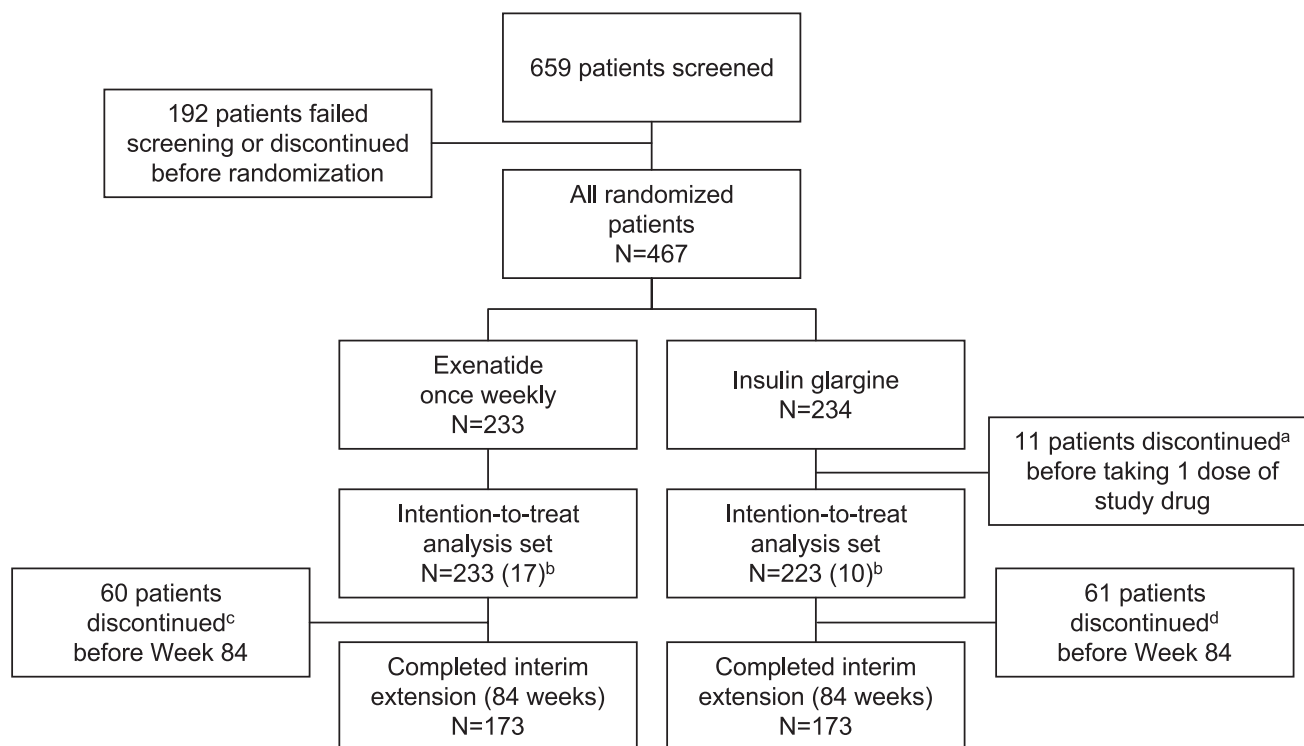 659 patients screened
192 patients failed
screening or discontinued
before randomization
All randomized
patients
N=467
Exenatide
once weekly
N=233
Insulin glargine
N=234
11 patients discontinuedᵃ
before taking 1 dose of
study drug
Intention-to-treat
analysis set
N=233 (17)ᵇ
Intention-to-treat
analysis set
N=223 (10)ᵇ
60 patients
discontinuedᶜ
before Week 84
61 patients
discontinuedᵈ
before Week 84
Completed interim
extension (84 weeks)
N=173
Completed interim
extension (84 weeks)
N=173